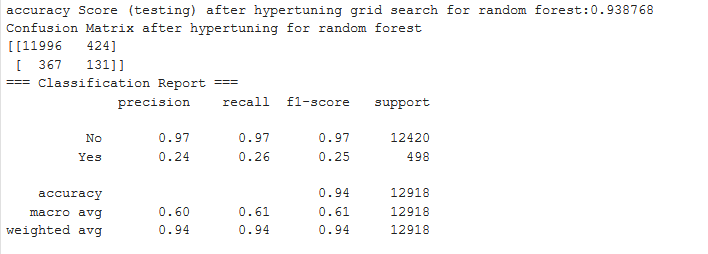 accuracy Score (testing) after hypertuning grid search for random forest:0.938768
Confusion Matrix after hypertuning for random forest
[[11996   424]
 [  367   131]]
=== Classification Report ===
              precision    recall  f1-score   support

          No       0.97      0.97      0.97     12420
         Yes       0.24      0.26      0.25       498

    accuracy                           0.94     12918
   macro avg       0.60      0.61      0.61     12918
weighted avg       0.94      0.94      0.94     12918